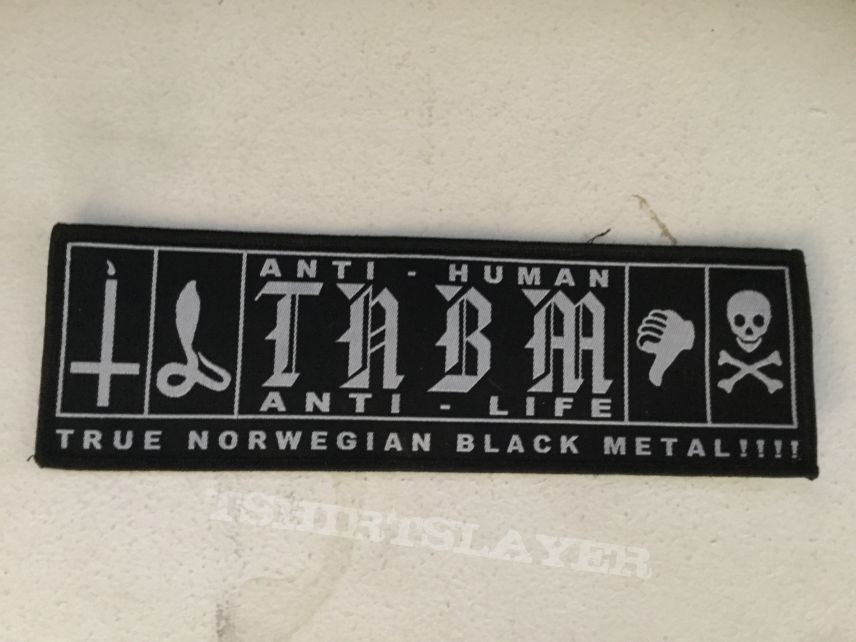 ANTI - HUMAN
TNBM
ANTI - LIFE
TRUE NORWEGIAN BLACK METAL!!!!
TSHIRTSLAYER